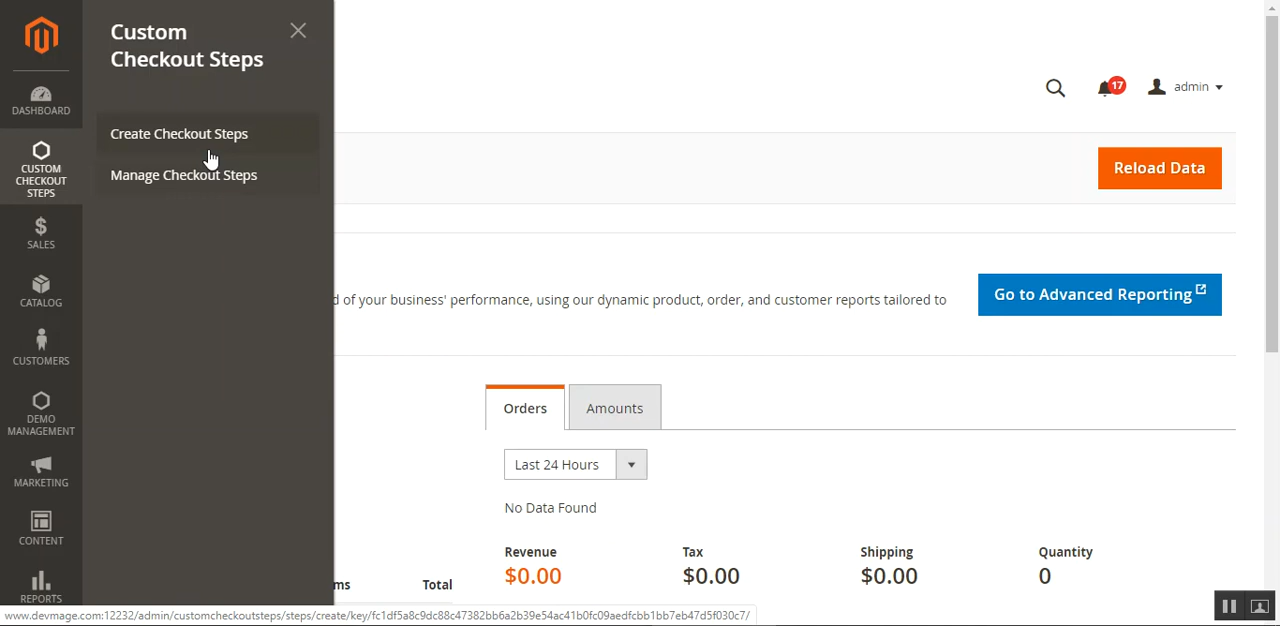 Custom
Checkout Steps
Create Checkout Steps
Manage Checkout Steps
DASHBOARD
CUSTOM
CHECKOUT
STEPS
SALES
CATALOG
CUSTOMERS
DEMO
MANAGEMENT
MARKETING
CONTENT
REPORTS
17
admin
Reload Data
d of your business' performance, using our dynamic product, order, and customer reports tailored to
Go to Advanced Reporting
Orders
Amounts
Last 24 Hours
No Data Found
Revenue
Tax
Shipping
Quantity
$0.00
$0.00
$0.00
0
ms
Total
www.devmage.com:12232/admin/customcheckoutsteps/steps/create/key/fc1df5a8c9dc88c47382bb6a2b39e54ac41b0fc09aedfcbb1bb7eb47d5f030c7/